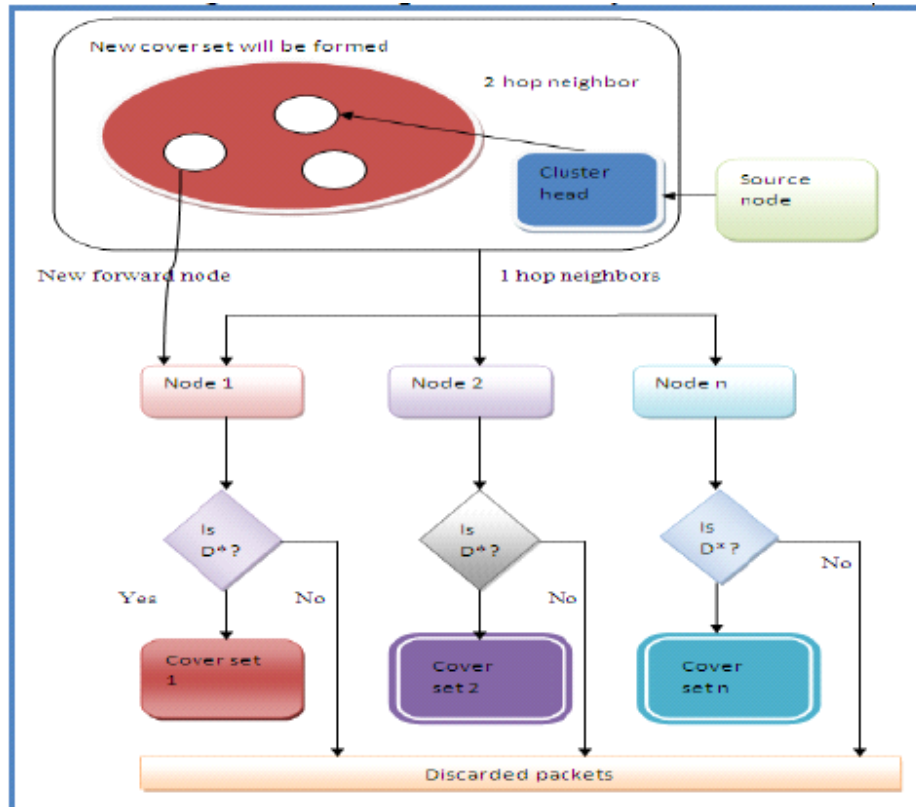 New cover set will be formed
2 hop neighbor
Cluster
head
Source
node
New forward node
1 hop neighbors
Node 1
Node 2
Node n
Is
D*?
Is
D*?
Is
D*?
Yes
No
No
No
Cover set
1
Cover
set 2
Cover
set n
Discarded packets